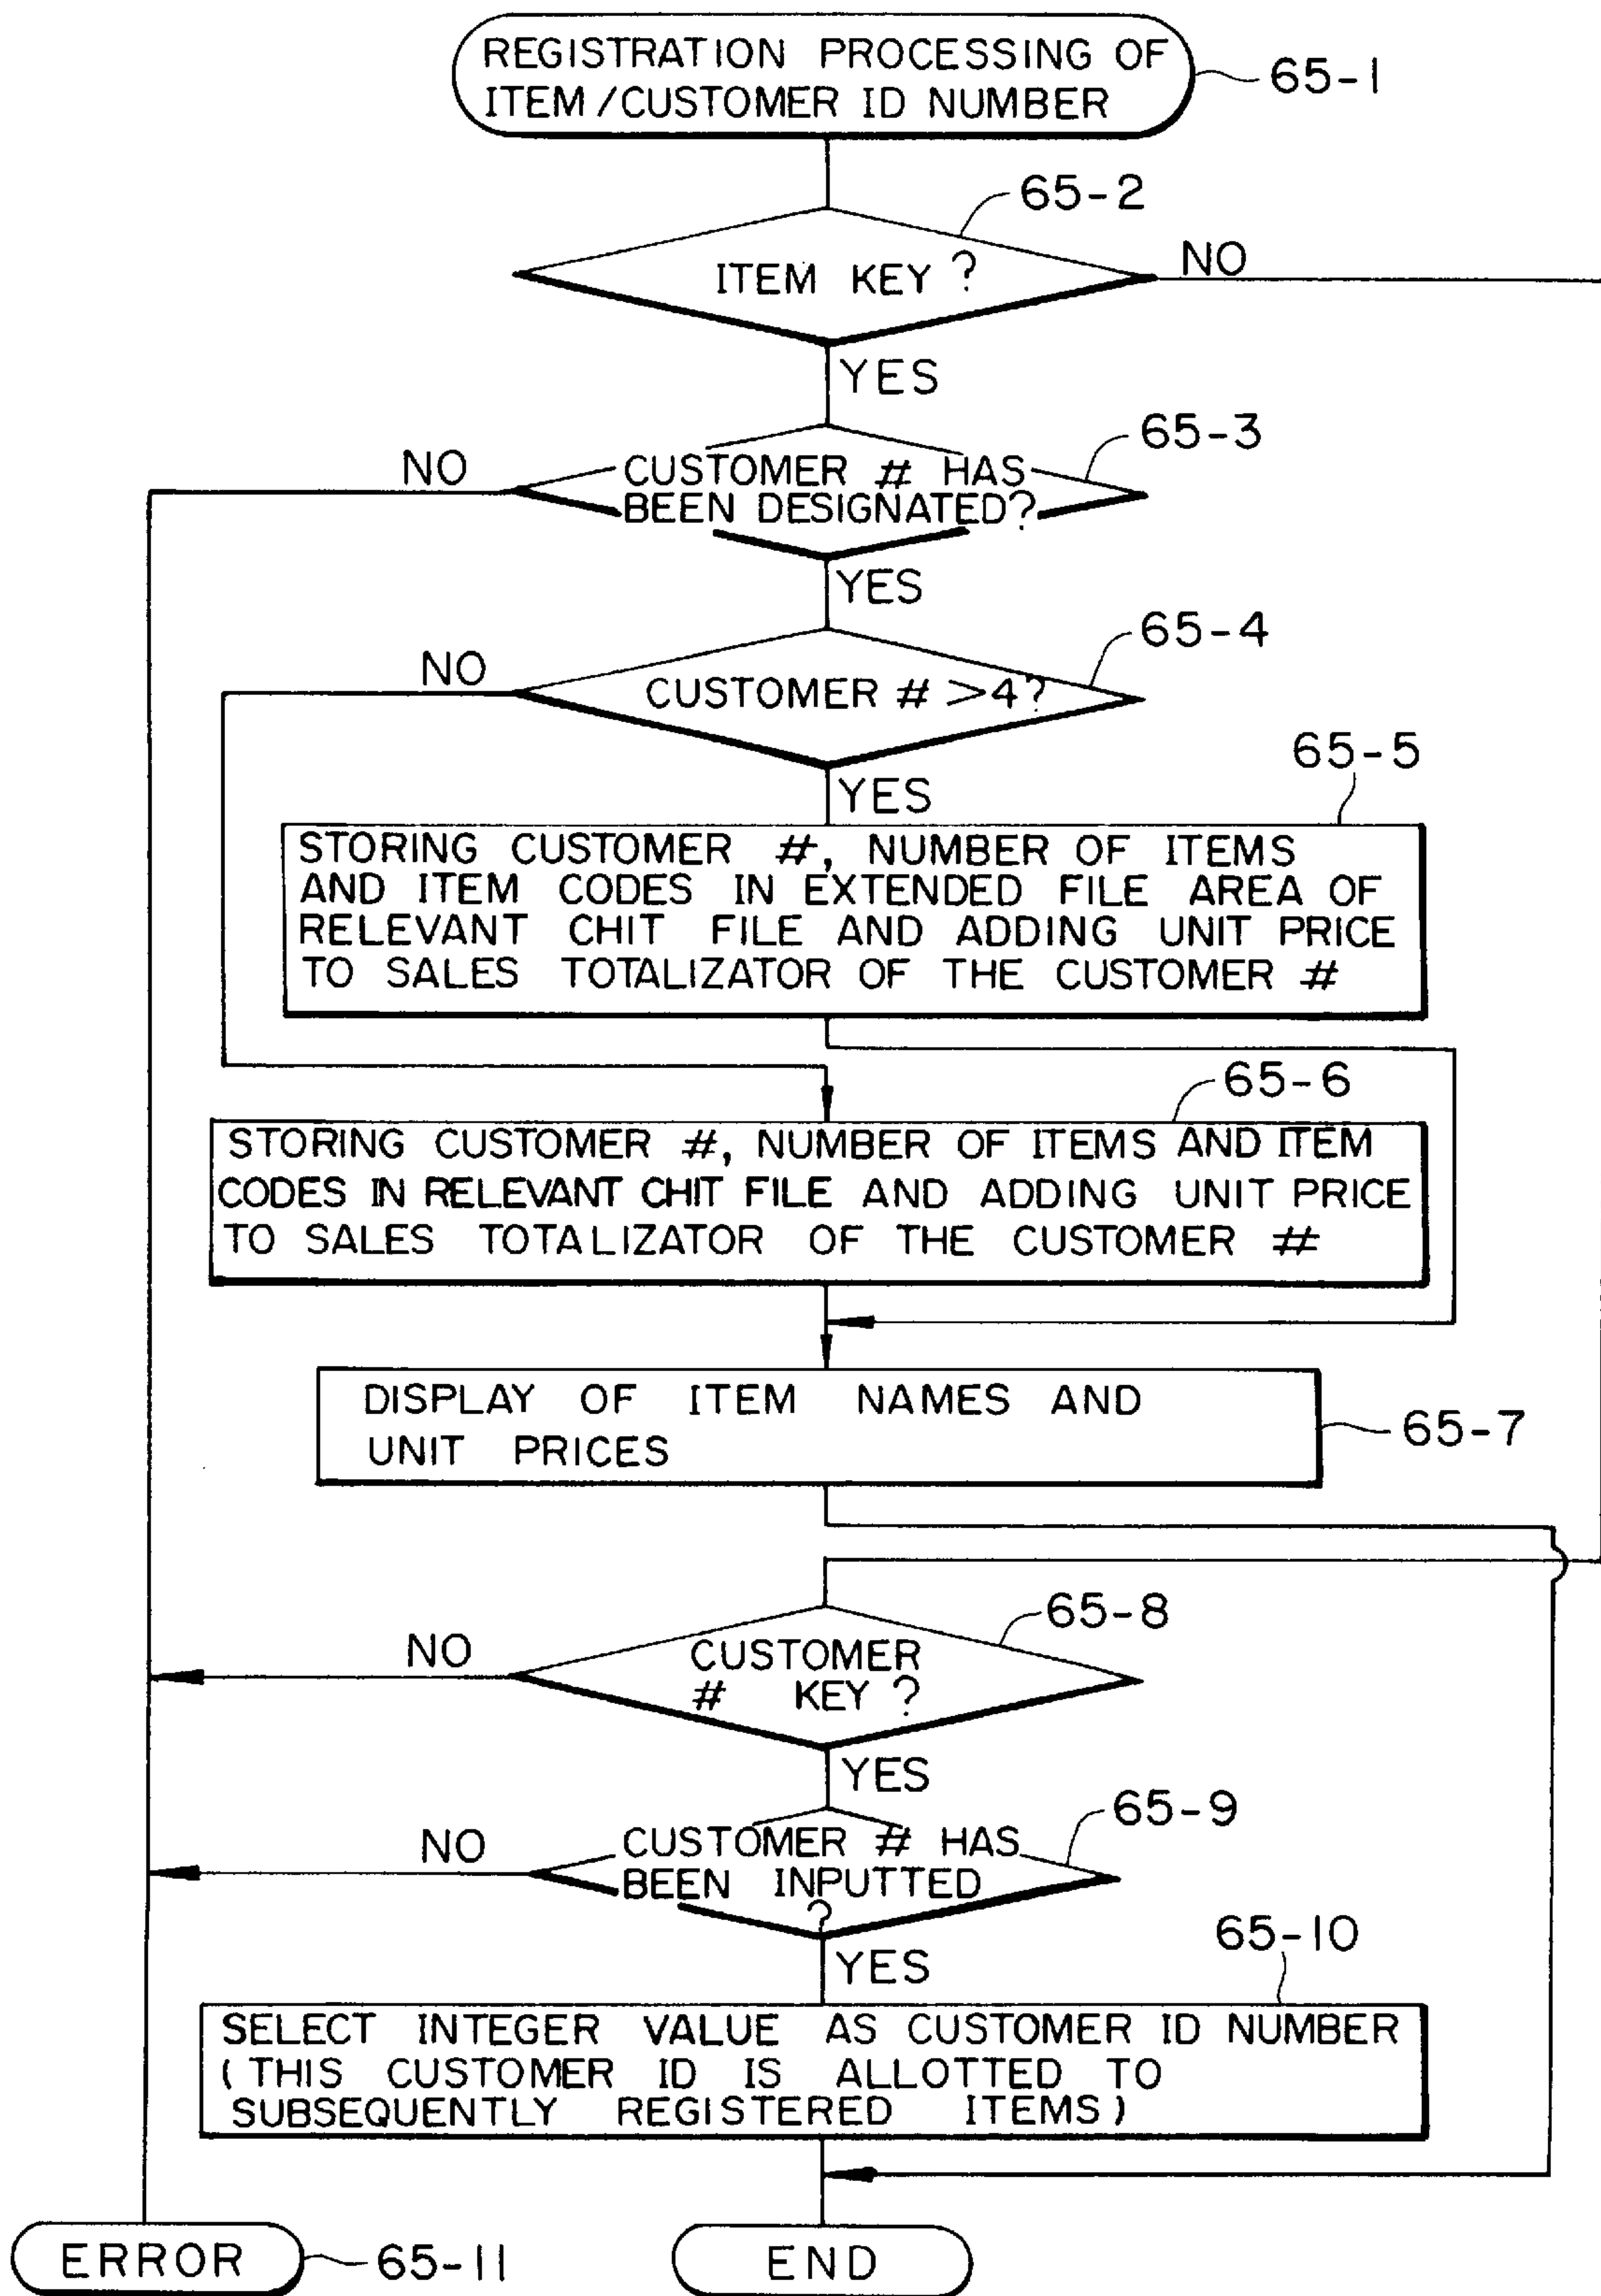 REGISTRATION PROCESSING OF
ITEM/CUSTOMER ID NUMBER
65-1
65-2
ITEM KEY?
NO
YES
65-3
NO
CUSTOMER # HAS
BEEN DESIGNATED?
YES
65-4
NO
CUSTOMER # >4?
65-5
YES
STORING CUSTOMER #, NUMBER OF ITEMS
AND ITEM CODES IN EXTENDED FILE AREA OF
RELEVANT CHIT FILE AND ADDING UNIT PRICE
TO SALES TOTALIZATOR OF THE CUSTOMER #
65-6
STORING CUSTOMER #, NUMBER OF ITEMS AND ITEM
CODES IN RELEVANT CHIT FILE AND ADDING UNIT PRICE
TO SALES TOTALIZATOR OF THE CUSTOMER #
DISPLAY OF ITEM NAMES AND
UNIT PRICES
65-7
65-8
NO
CUSTOMER
# KEY?
YES
65-9
NO
CUSTOMER # HAS
BEEN INPUTTED
?
YES
65-10
SELECT INTEGER VALUE AS CUSTOMER ID NUMBER
(THIS CUSTOMER ID IS ALLOTTED TO
SUBSEQUENTLY REGISTERED ITEMS)
ERROR
65-11
END